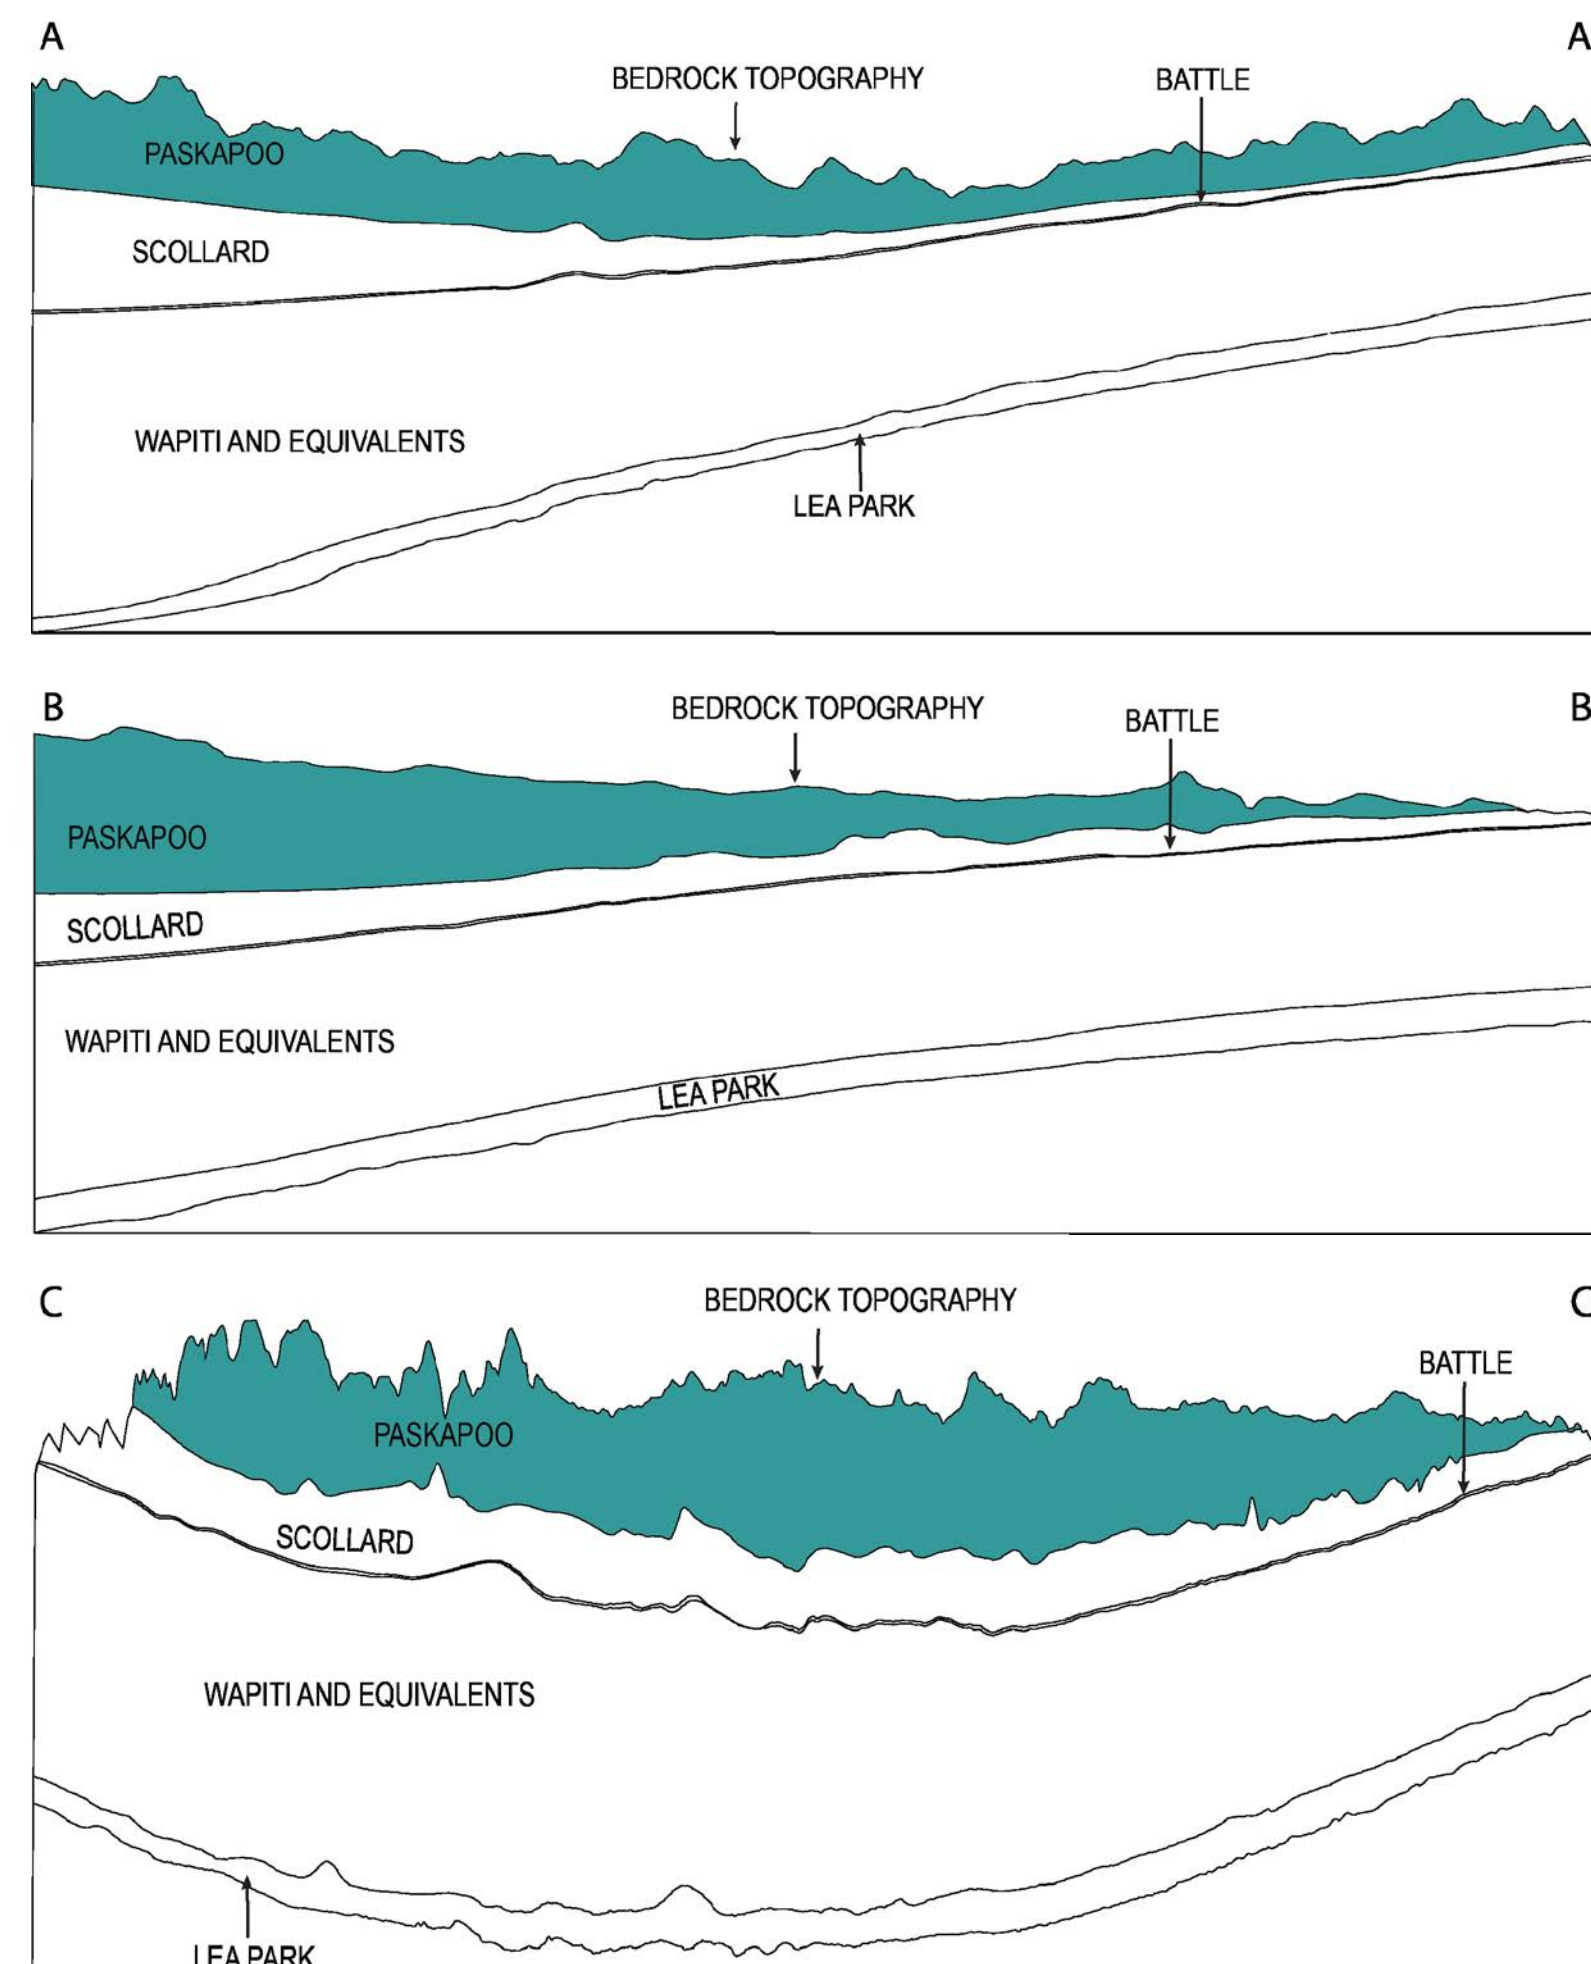 A A
BEDROCK TOPOGRAPHY BATTLE
PASKAPOO
SCOLLARD
WAPITI AND EQUIVALENTS
LEA PARK
B B
BEDROCK TOPOGRAPHY
BATTLE
PASKAPOO
SCOLLARD
WAPITI AND EQUIVALENTS
LEA PARK
C C
BEDROCK TOPOGRAPHY
BATTLE
PASKAPOO
SCOLLARD
WAPITI AND EQUIVALENTS
LEA PARK